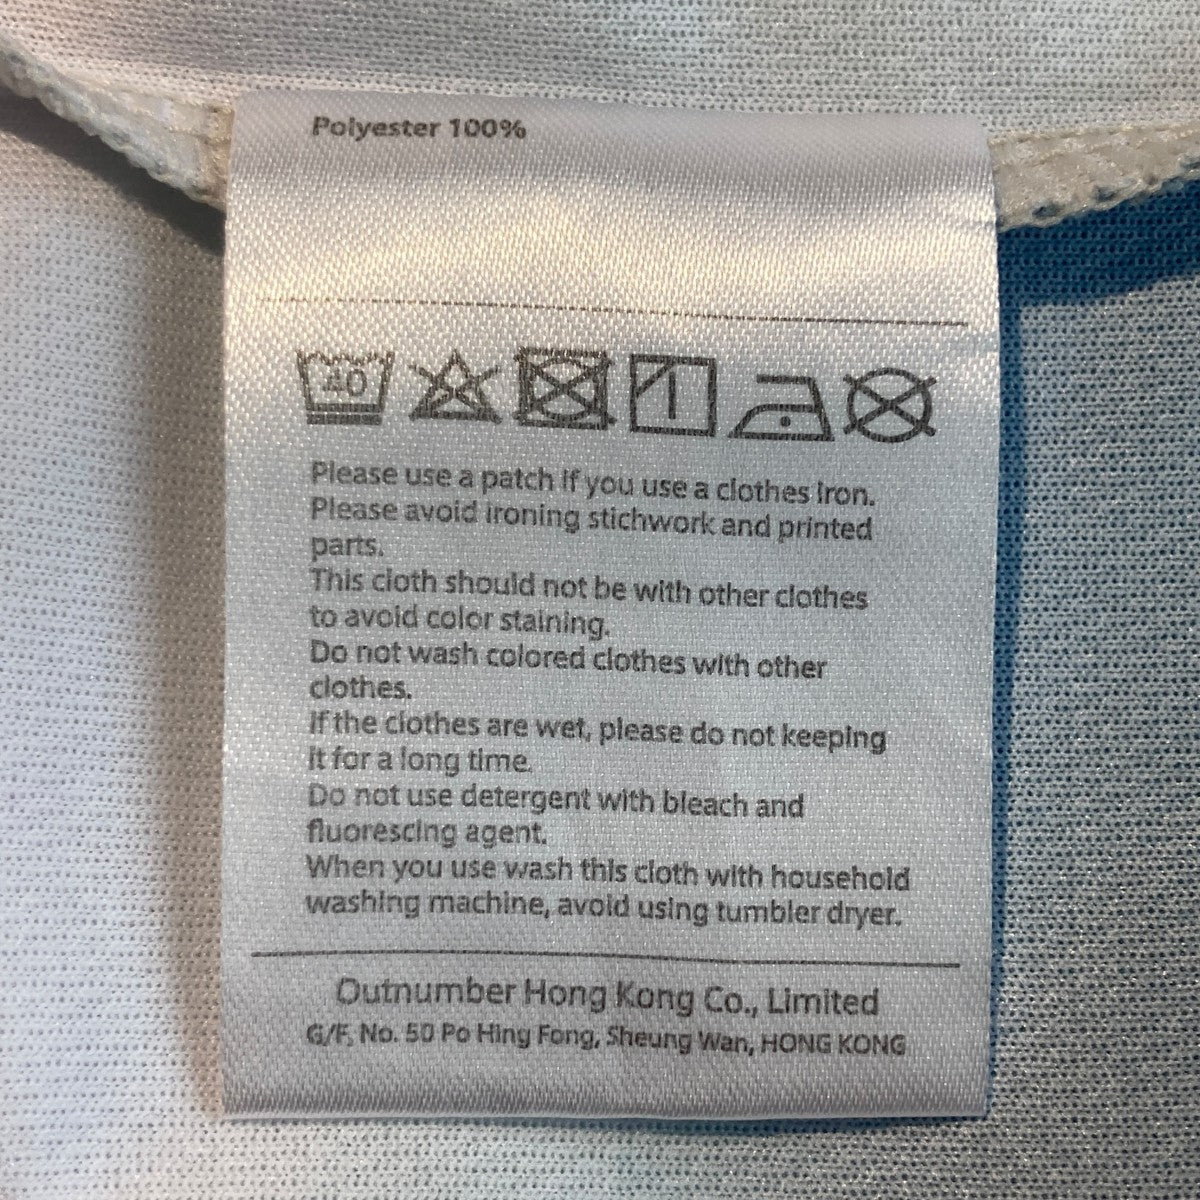 Polyester 100%
40
Please use a patch if you use a clothes iron.
Please avoid ironing stichwork and printed
parts.
This cloth should not be with other clothes
to avoid color staining.
Do not wash colored clothes with other
clothes.
If the clothes are wet, please do not keeping
it for a long time.
Do not use detergent with bleach and
fluorescing agent.
When you use wash this cloth with household
washing machine, avoid using tumbler dryer.
Outnumber Hong Kong Co., Limited
G/F, No. 50 Po Hing Fong, Sheung Wan, HONG KONG